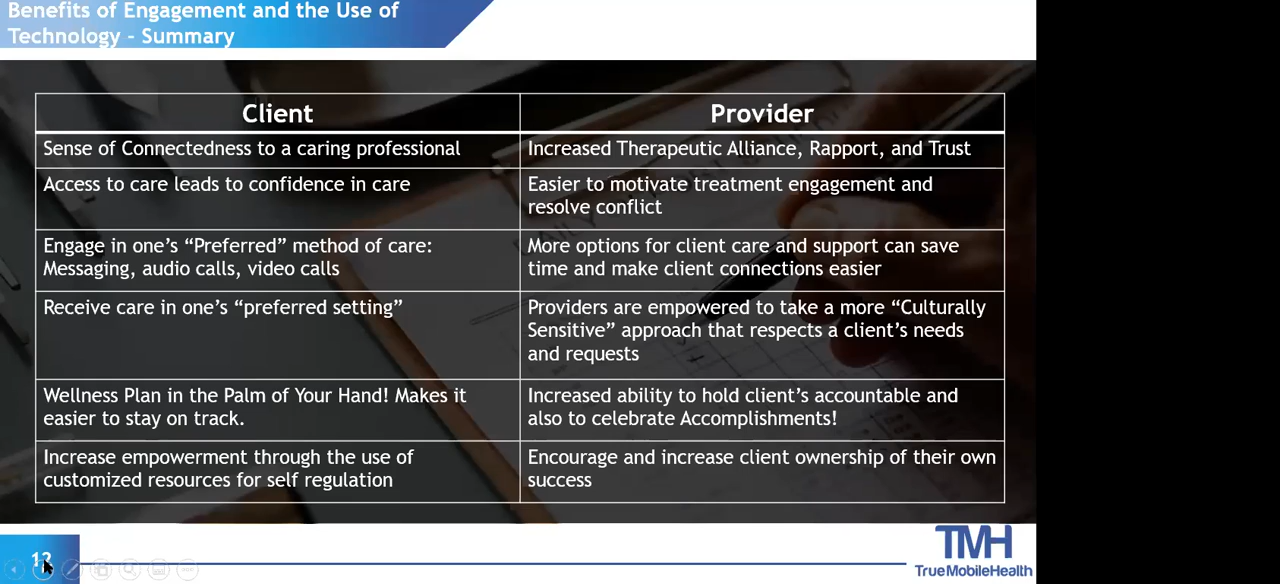 Benefits of Engagement and the Use of
Technology - Summary
Client
Provider
Sense of Connectedness to a caring professional
Increased Therapeutic Alliance, Rapport, and Trust
Access to care leads to confidence in care
Easier to motivate treatment engagement and
resolve conflict
Engage in one’s “Preferred” method of care:
Messaging, audio calls, video calls
More options for client care and support can save
time and make client connections easier
Receive care in one’s “preferred setting”
Providers are empowered to take a more “Culturally
Sensitive” approach that respects a client’s needs
and requests
Wellness Plan in the Palm of Your Hand! Makes it
easier to stay on track.
Increased ability to hold client’s accountable and
also to celebrate Accomplishments!
Increase empowerment through the use of
customized resources for self regulation
Encourage and increase client ownership of their own
success
TMH
TrueMobileHealth